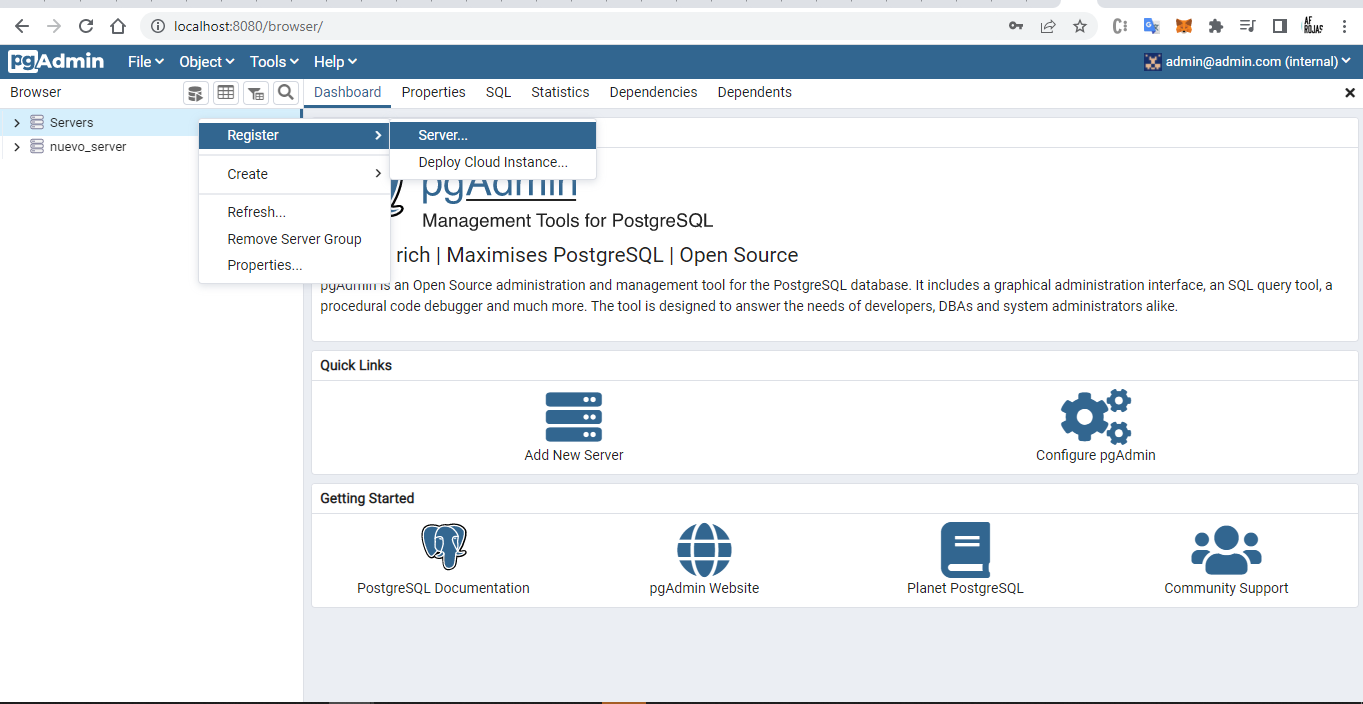 localhost:8080/browser/
AF ROJAS
pgAdmin File Object Tools Help admin@admin.com (internal)
Browser Dashboard Properties SQL Statistics Dependencies Dependents
Servers
nuevo_server
Register
Server...
Deploy Cloud Instance...
Create
Refresh...
Remove Server Group
Properties...
pgAdmin
Management Tools for PostgreSQL
rich | Maximises PostgreSQL | Open Source
pgAdmin is an Open Source administration and management tool for the PostgreSQL database. It includes a graphical administration interface, an SQL query tool, a
procedural code debugger and much more. The tool is designed to answer the needs of developers, DBAs and system administrators alike.
Quick Links
Add New Server
Configure pgAdmin
Getting Started
PostgreSQL Documentation
pgAdmin Website
Planet PostgreSQL
Community Support